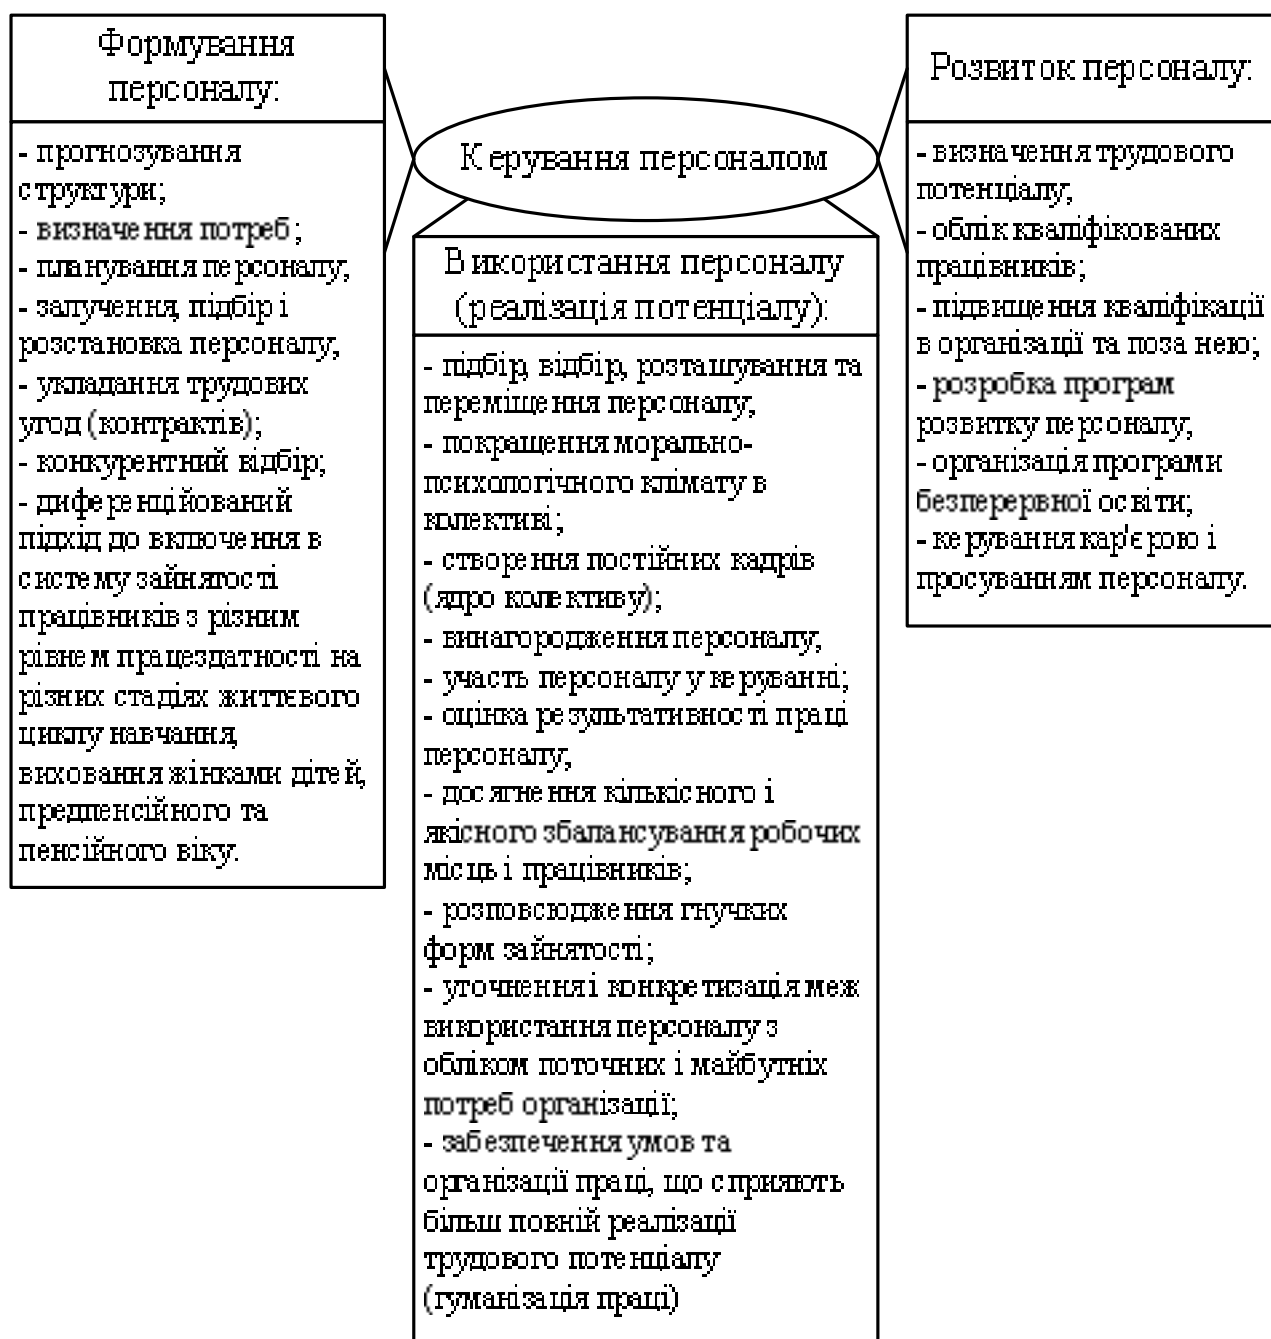 Формування
персоналу:
- прогнозування
структури;
- визначення потреб;
- планування персоналу;
- залучення, підбір і
розстановка персоналу;
- укладання трудових
угод (контрактів);
- конкурентний відбір;
- диференційований
підхід до включення в
систему зайнятості
працівників з різним
рівнем працездатності на
різних стадіях життєвого
циклу навчання,
виховання жінками дітей,
предпенсійного та
пенсійного віку.
Керування персоналом
Використання персоналу
(реалізація потенціалу):
- підбір, відбір, розташування та
переміщення персоналу;
- покращення морально-
психологічного клімату в
колективі;
- створення постійних кадрів
(ядро колективу);
- винагородження персоналу;
- участь персоналу у керуванні;
- оцінка результативності праці
персоналу;
- досягнення кількісного і
якісного збалансування робочих
місць і працівників;
- розповсюдження гнучких
форм зайнятості;
- уточнення і конкретизація меж
використання персоналу з
обліком поточних і майбутніх
потреб організації;
- забезпечення умов та
організації праці, що сприяють
більш повній реалізації
трудового потенціалу
(гуманізація праці)
Розвиток персоналу:
- визначення трудового
потенціалу;
- облік кваліфікованих
працівників;
- підвищення кваліфікації
в організації та поза нею;
- розробка програм
розвитку персоналу;
- організація програми
безперервної освіти;
- керування кар'єрою і
просуванням персоналу.